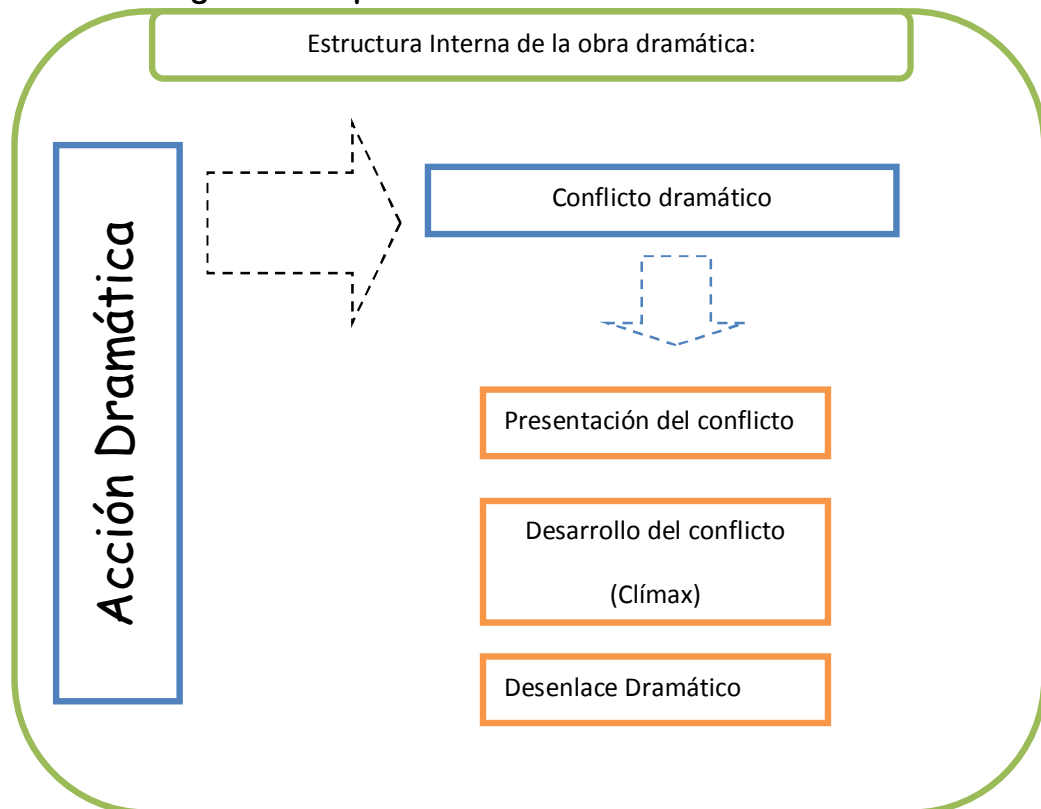 Estructura Interna de la obra dramática:
Acción Dramática
Conflicto dramático
Presentación del conflicto
Desarrollo del conflicto
(Clímax)
Desenlace Dramático